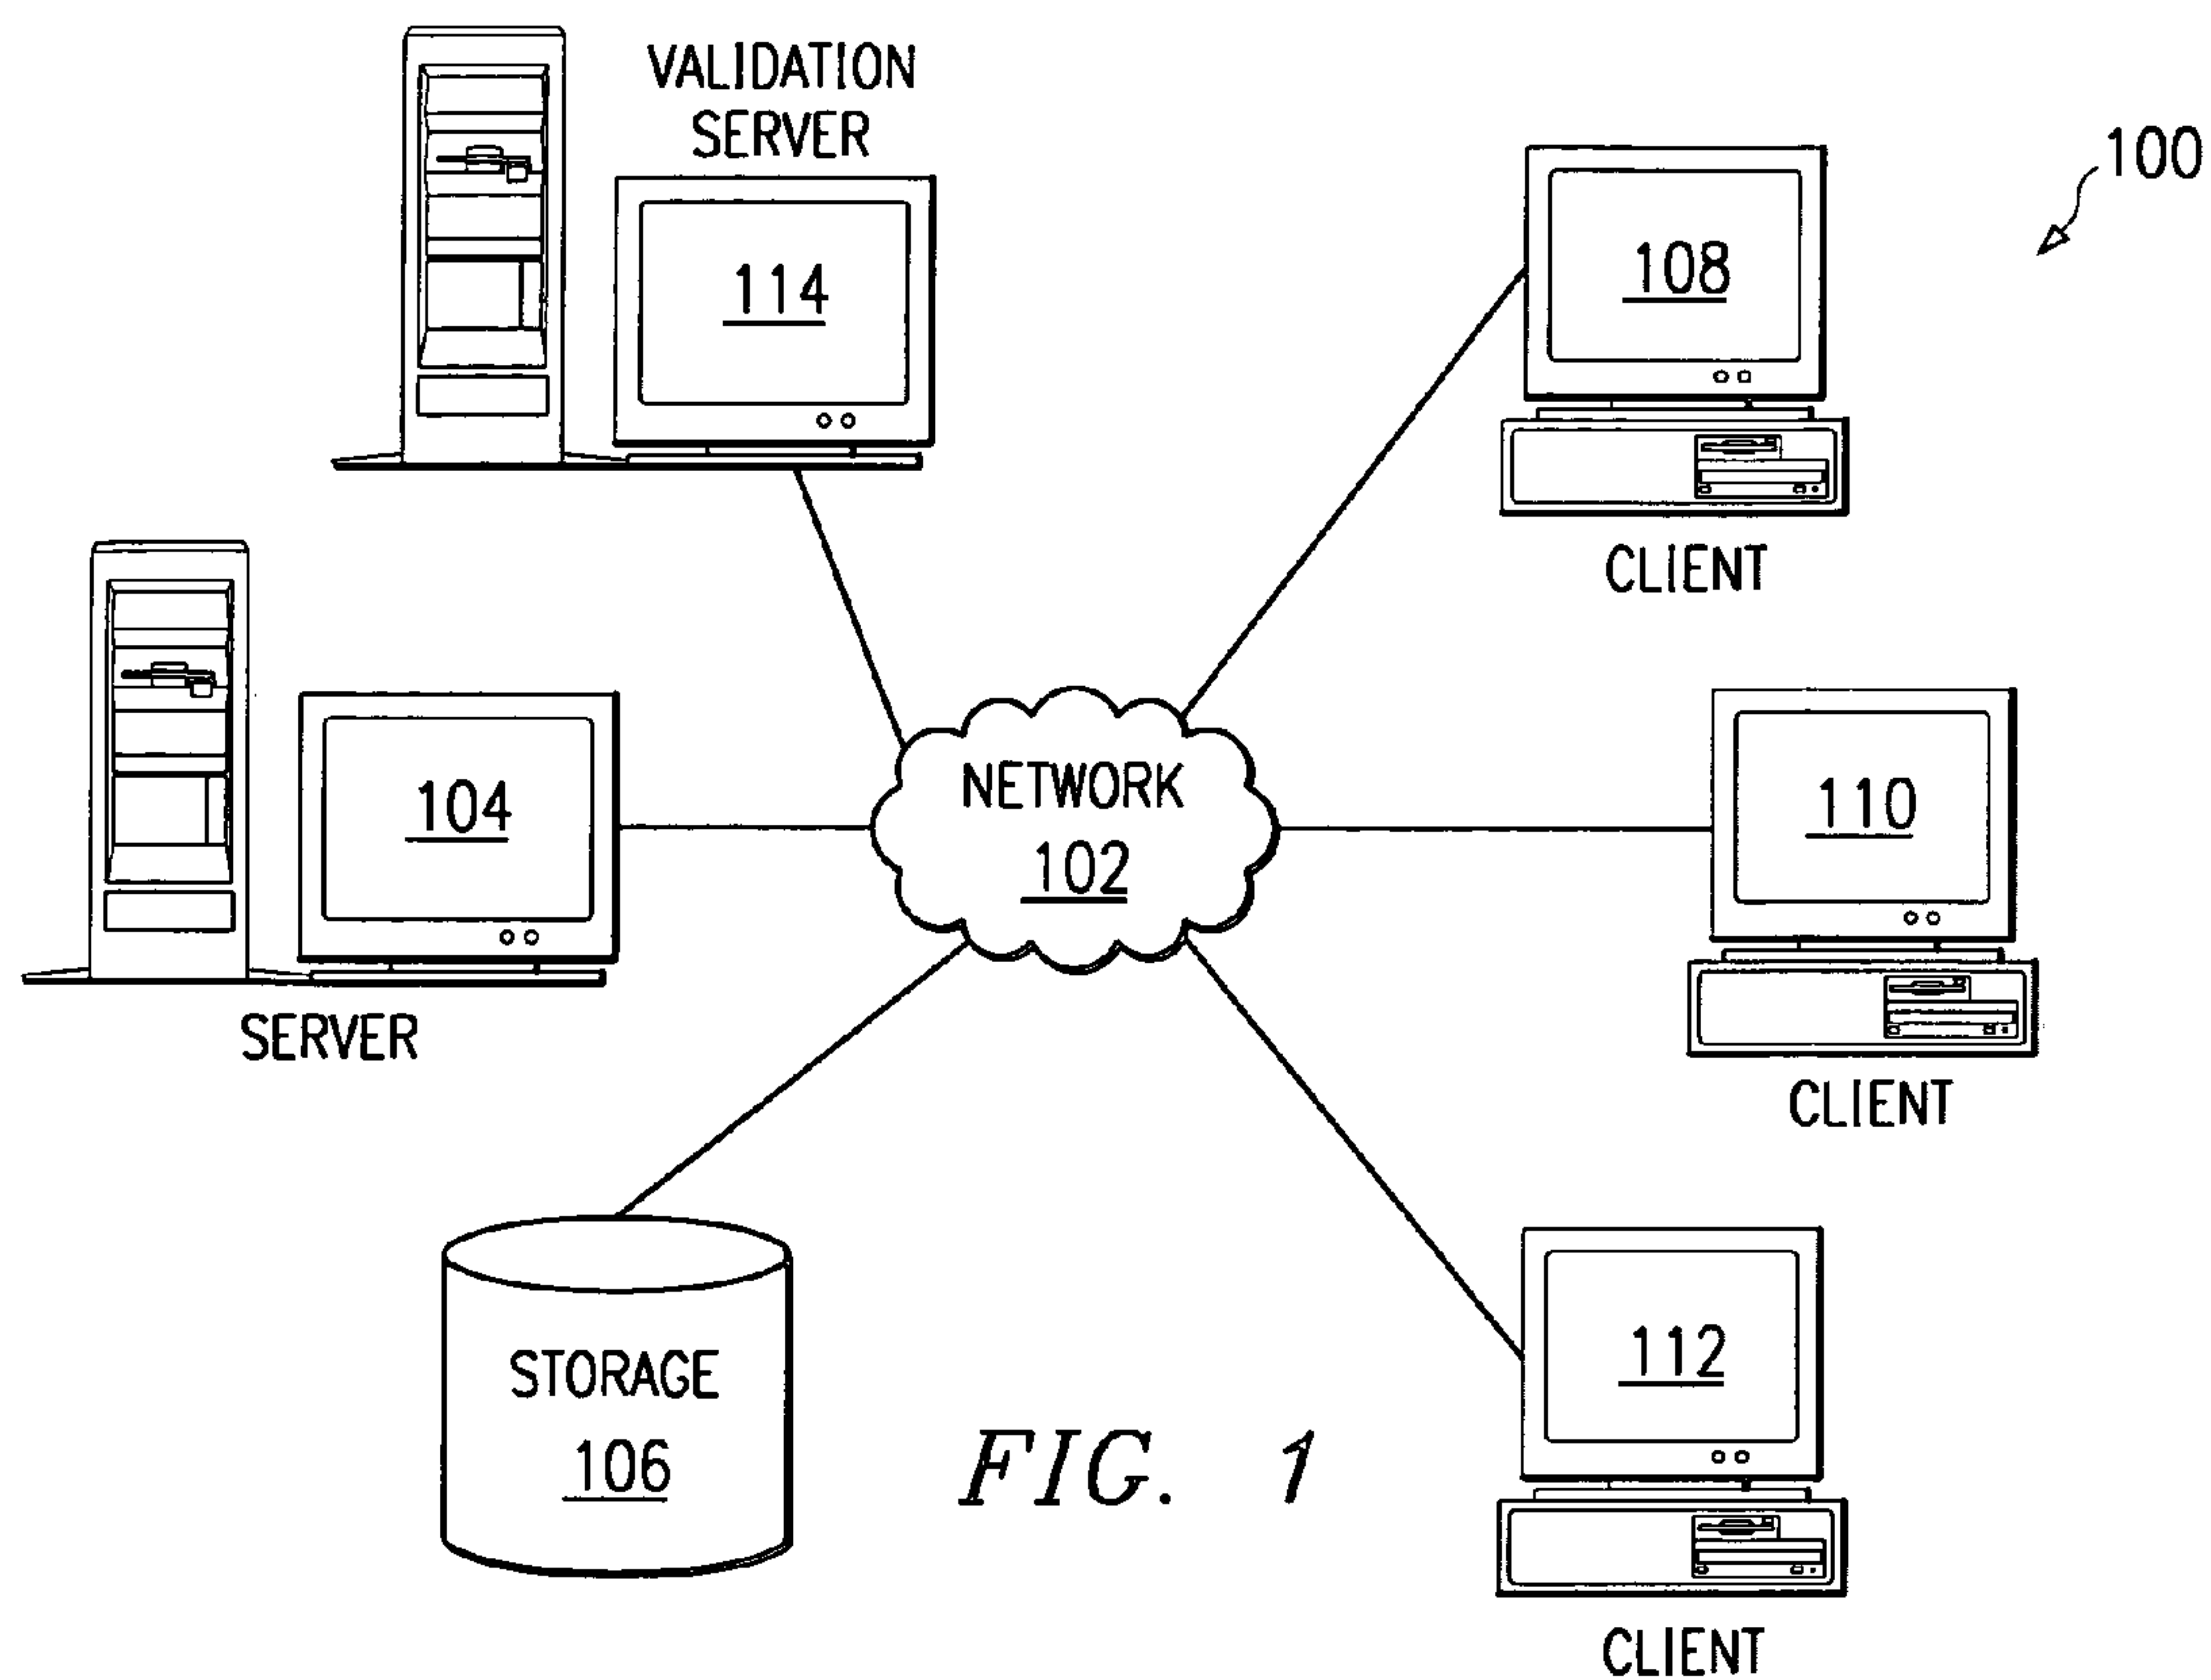 VALIDATION
SERVER
114
108
100
CLIENT
104
SERVER
NETWORK
102
110
CLIENT
STORAGE
106
112
CLIENT
FIG. 1